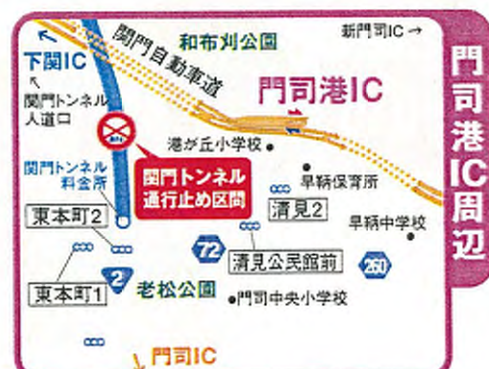 門司港IC周辺
新門司IC →
和布刈公園
下関IC
関門自動車道
関門トンネル
人道口
門司港IC
港が丘小学校
早鞆保育所
関門トンネル
料金所
関門トンネル
通行止め区間
清見2
早鞆中学校
東本町2
72
清見公民館前
260
東本町1
2
老松公園
門司中央小学校
門司IC